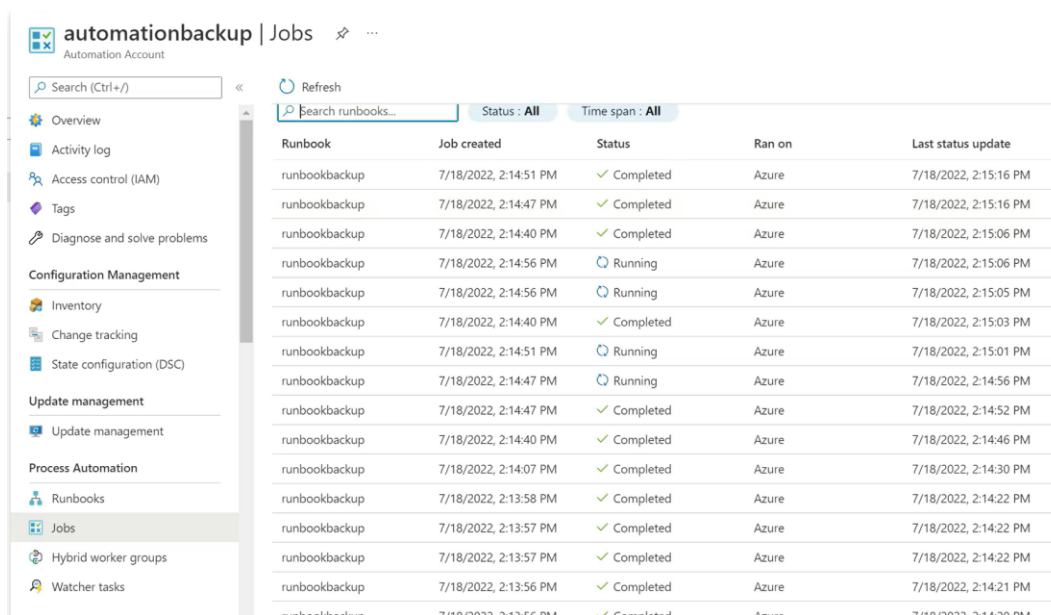 automationbackup | Jobs ...
Automation Account
Search (Ctrl+/) «
Overview
Activity log
Access control (IAM)
Tags
Diagnose and solve problems
Configuration Management
Inventory
Change tracking
State configuration (DSC)
Update management
Update management
Process Automation
Runbooks
Jobs
Hybrid worker groups
Watcher tasks
Refresh
Search runbooks... Status : All Time span : All
Runbook Job created Status Ran on Last status update
runbookbackup 7/18/2022, 2:14:51 PM Completed Azure 7/18/2022, 2:15:16 PM
runbookbackup 7/18/2022, 2:14:47 PM Completed Azure 7/18/2022, 2:15:16 PM
runbookbackup 7/18/2022, 2:14:40 PM Completed Azure 7/18/2022, 2:15:06 PM
runbookbackup 7/18/2022, 2:14:56 PM Running Azure 7/18/2022, 2:15:06 PM
runbookbackup 7/18/2022, 2:14:56 PM Running Azure 7/18/2022, 2:15:05 PM
runbookbackup 7/18/2022, 2:14:40 PM Completed Azure 7/18/2022, 2:15:03 PM
runbookbackup 7/18/2022, 2:14:51 PM Running Azure 7/18/2022, 2:15:01 PM
runbookbackup 7/18/2022, 2:14:47 PM Running Azure 7/18/2022, 2:14:56 PM
runbookbackup 7/18/2022, 2:14:47 PM Completed Azure 7/18/2022, 2:14:52 PM
runbookbackup 7/18/2022, 2:14:40 PM Completed Azure 7/18/2022, 2:14:46 PM
runbookbackup 7/18/2022, 2:14:07 PM Completed Azure 7/18/2022, 2:14:30 PM
runbookbackup 7/18/2022, 2:13:58 PM Completed Azure 7/18/2022, 2:14:22 PM
runbookbackup 7/18/2022, 2:13:57 PM Completed Azure 7/18/2022, 2:14:22 PM
runbookbackup 7/18/2022, 2:13:57 PM Completed Azure 7/18/2022, 2:14:22 PM
runbookbackup 7/18/2022, 2:13:56 PM Completed Azure 7/18/2022, 2:14:21 PM